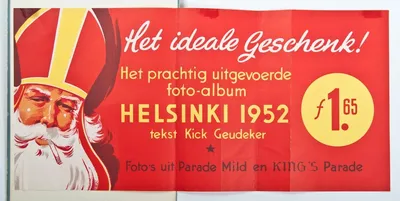 Het ideale Geschenk!
Het prachtig uitgevoerde
foto-album
HELSINKI 1952
tekst Kick Geudeker
Foto's uit Parade Mild en KING'S Parade
f1.65